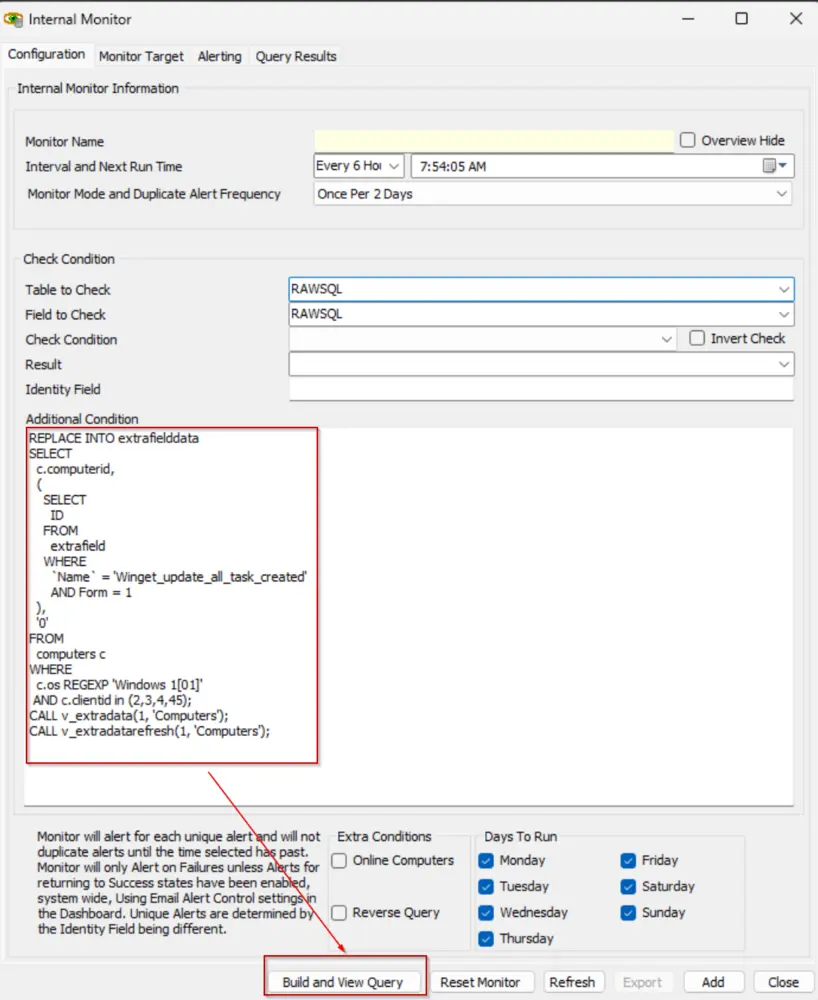 Internal Monitor
Configuration Monitor Target Alerting Query Results
Internal Monitor Information
Monitor Name Overview Hide
Interval and Next Run Time Every 6 Hou 7:54:05 AM
Monitor Mode and Duplicate Alert Frequency Once Per 2 Days
Check Condition
Table to Check RAWSQL
Field to Check RAWSQL
Check Condition Invert Check
Result
Identity Field
Additional Condition
REPLACE INTO extrafielddata
SELECT
c.computerid,
(
SELECT
ID
FROM
extrafield
WHERE
`Name` = 'Winget_update_all_task_created'
AND Form = 1
),
'0'
FROM
computers c
WHERE
c.os REGEXP 'Windows 1[01]'
AND c.clientid in (2,3,4,45);
CALL v_extradata(1, 'Computers');
CALL v_extradatarefresh(1, 'Computers');
Monitor will alert for each unique alert and will not
duplicate alerts until the time selected has past.
Monitor will only Alert on Failures unless Alerts for
returning to Success states have been enabled,
system wide, Using Email Alert Control settings in
the Dashboard. Unique Alerts are determined by
the Identity Field being different.
Extra Conditions
Online Computers
Reverse Query
Days To Run
Monday Friday
Tuesday Saturday
Wednesday Sunday
Thursday
Build and View Query Reset Monitor Refresh Export Add Close